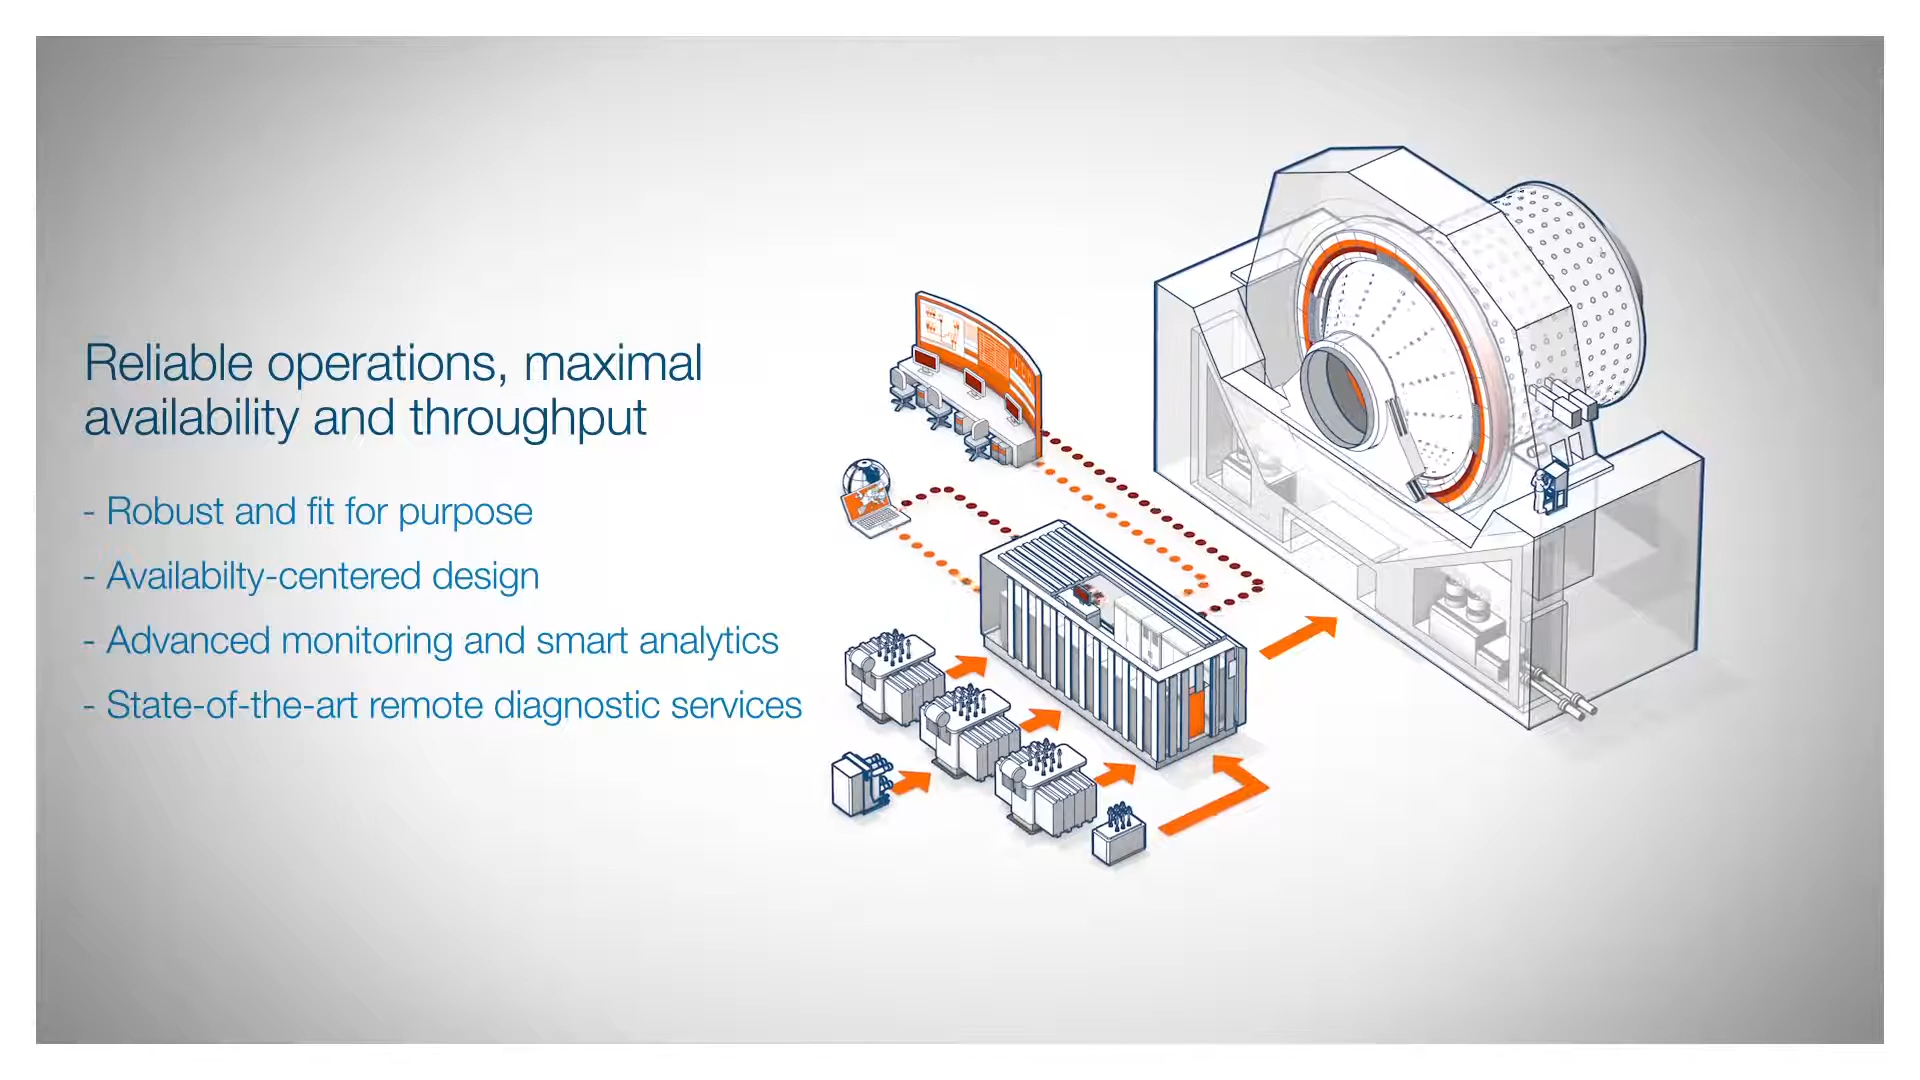 Reliable operations, maximal
availability and throughput
- Robust and fit for purpose
- Availabilty-centered design
- Advanced monitoring and smart analytics
- State-of-the-art remote diagnostic services